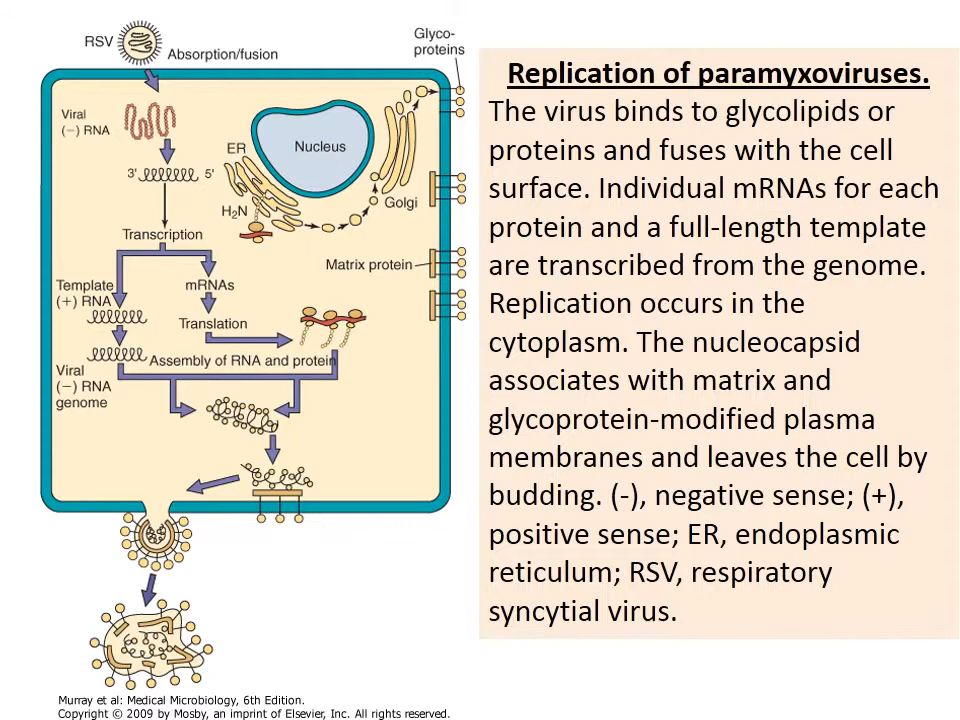 RSV
Absorption/fusion
Glyco-
proteins
Viral
(−) RNA
ER
Nucleus
3' 5'
H₂N
Golgi
Transcription
Matrix protein
Template
(+) RNA
mRNAs
Translation
Assembly of RNA and protein
Viral
(−) RNA
genome
Murray et al: Medical Microbiology, 6th Edition.
Copyright © 2009 by Mosby, an imprint of Elsevier, Inc. All rights reserved.
Replication of paramyxoviruses.
The virus binds to glycolipids or
proteins and fuses with the cell
surface. Individual mRNAs for each
protein and a full-length template
are transcribed from the genome.
Replication occurs in the
cytoplasm. The nucleocapsid
associates with matrix and
glycoprotein-modified plasma
membranes and leaves the cell by
budding. (-), negative sense; (+),
positive sense; ER, endoplasmic
reticulum; RSV, respiratory
syncytial virus.